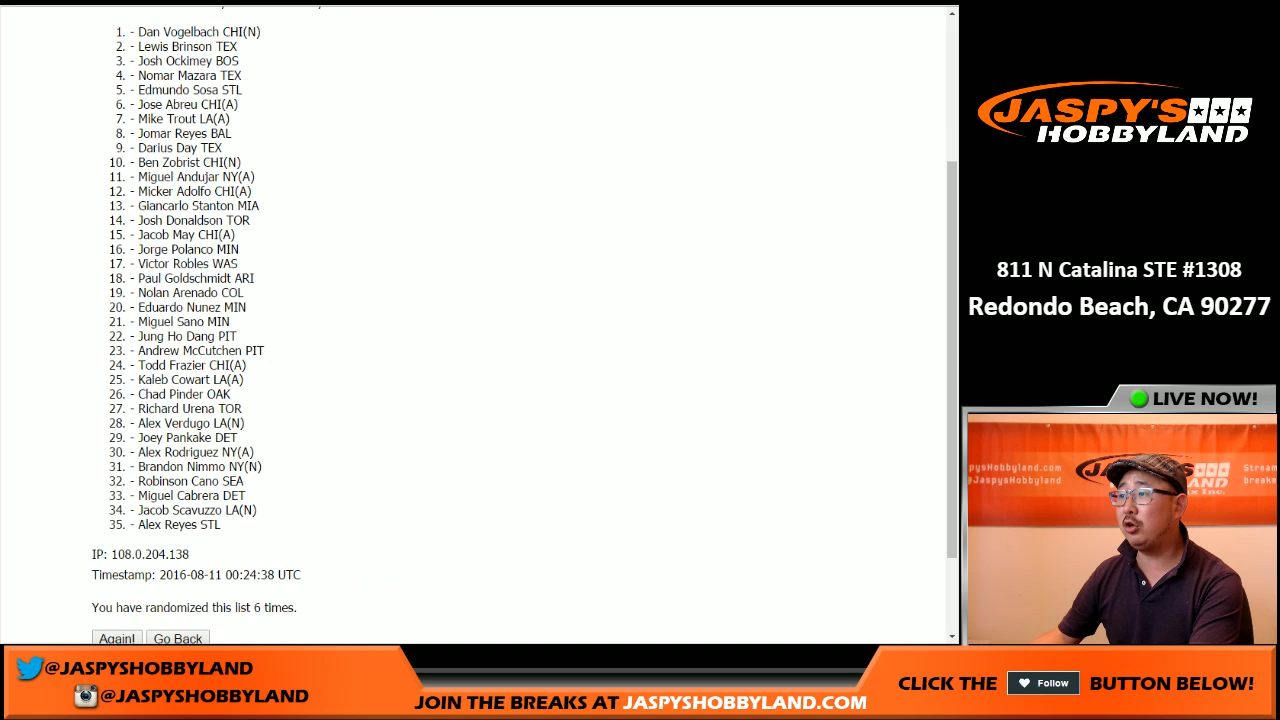 1. - Dan Vogelbach CHI(N)
2. - Lewis Brinson TEX
3. - Josh Ockimey BOS
4. - Nomar Mazara TEX
5. - Edmundo Sosa STL
6. - Jose Abreu CHI(A)
7. - Mike Trout LA(A)
8. - Jomar Reyes BAL
9. - Darius Day TEX
10. - Ben Zobrist CHI(N)
11. - Miguel Andujar NY(A)
12. - Micker Adolfo CHI(A)
13. - Giancarlo Stanton MIA
14. - Josh Donaldson TOR
15. - Jacob May CHI(A)
16. - Jorge Polanco MIN
17. - Victor Robles WAS
18. - Paul Goldschmidt ARI
19. - Nolan Arenado COL
20. - Eduardo Nunez MIN
21. - Miguel Sano MIN
22. - Jung Ho Dang PIT
23. - Andrew McCutchen PIT
24. - Todd Frazier CHI(A)
25. - Kaleb Cowart LA(A)
26. - Chad Pinder OAK
27. - Richard Urena TOR
28. - Alex Verdugo LA(N)
29. - Joey Pankake DET
30. - Alex Rodriguez NY(A)
31. - Brandon Nimmo NY(N)
32. - Robinson Cano SEA
33. - Miguel Cabrera DET
34. - Jacob Scavuzzo LA(N)
35. - Alex Reyes STL
IP: 108.0.204.138
Timestamp: 2016-08-11 00:24:38 UTC
You have randomized this list 6 times.
Again! Go Back
JASPY'S
HOBBYLAND
811 N Catalina STE #1308
Redondo Beach, CA 90277
LIVE NOW!
@JASPYSHOBBYLAND
@JASPYSHOBBYLAND
JOIN THE BREAKS AT JASPYSHOBBYLAND.COM
CLICK THE Follow BUTTON BELOW!